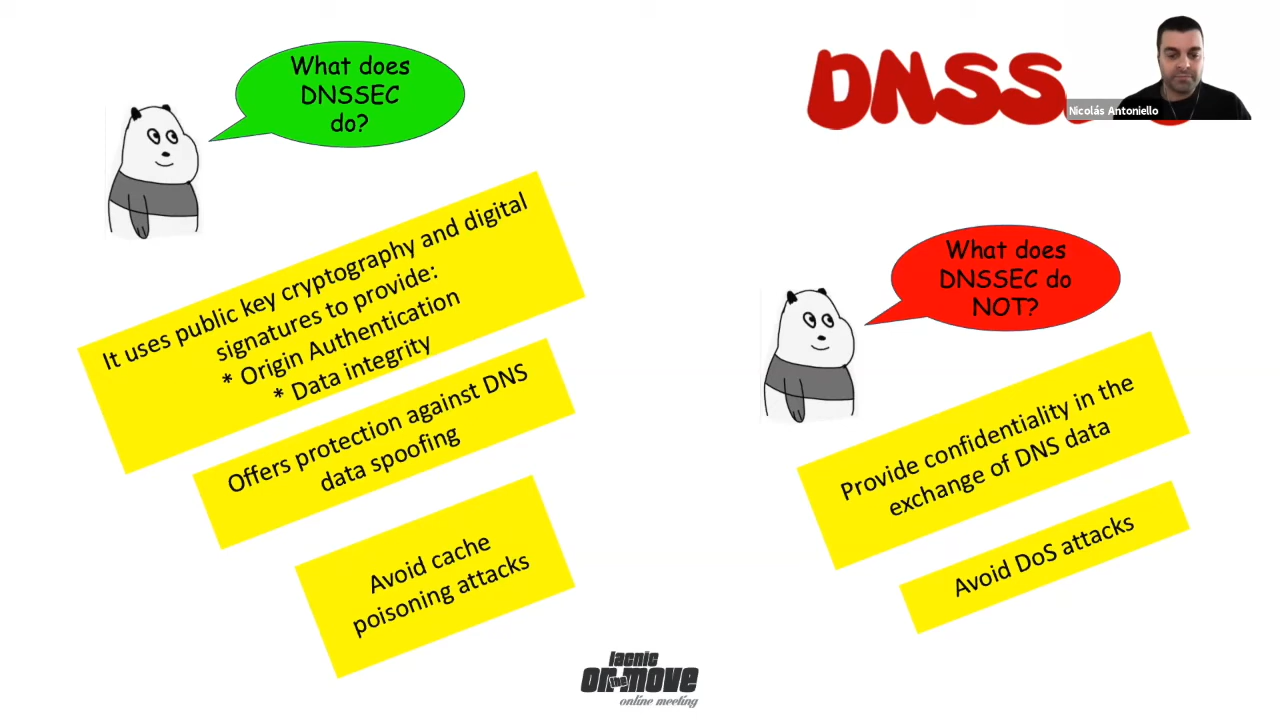 What does
DNSSEC
do?
DNSS
Nicolás Antoniello
It uses public key cryptography and digital
signatures to provide:
* Origin Authentication
* Data integrity
Offers protection against DNS
data spoofing
Avoid cache
poisoning attacks
What does
DNSSEC do
NOT?
Provide confidentiality in the
exchange of DNS data
Avoid DoS attacks
lacnic
on the move
online meeting